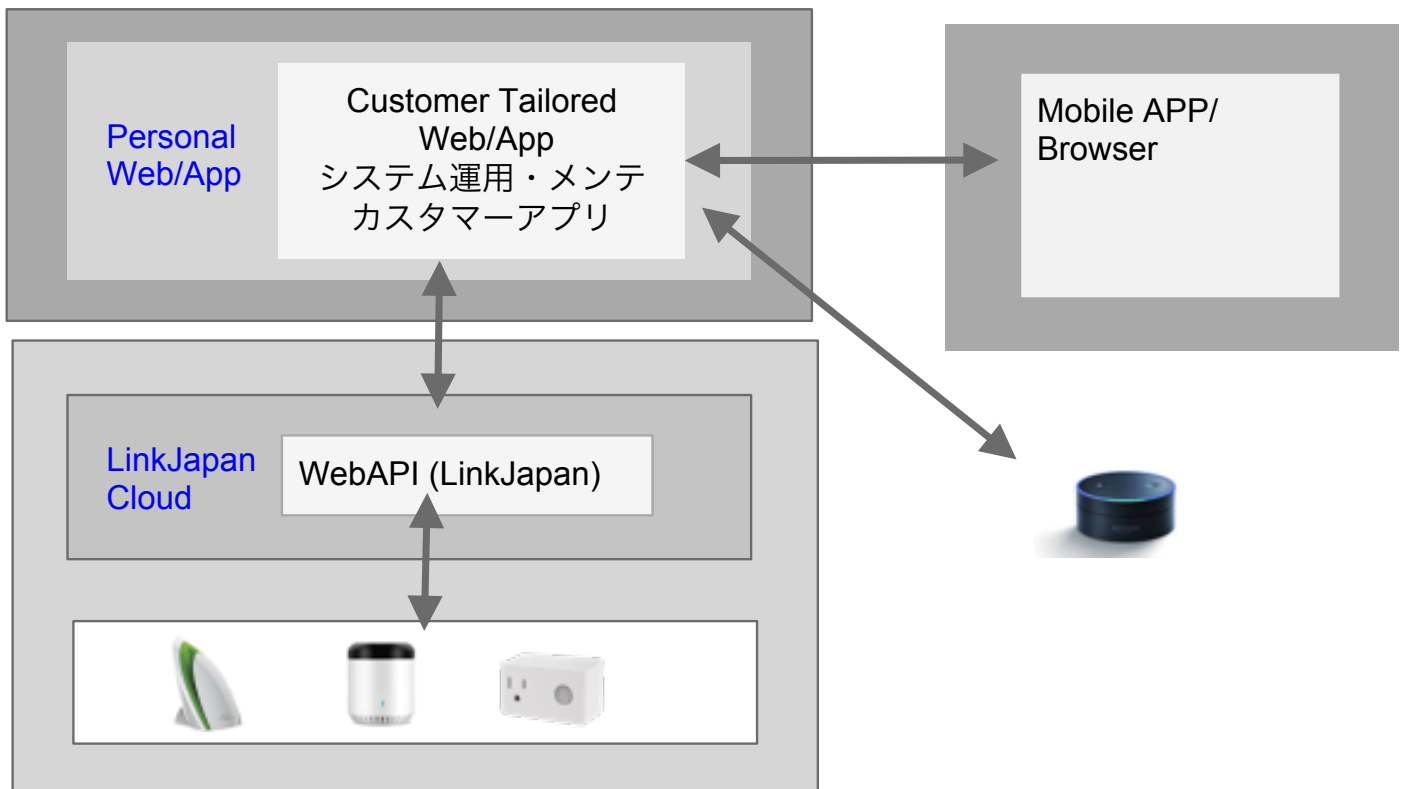 Personal
Web/App
Customer Tailored
Web/App
システム運用・メンテ
カスタマーアプリ
Mobile APP/
Browser
LinkJapan
Cloud
WebAPI (LinkJapan)